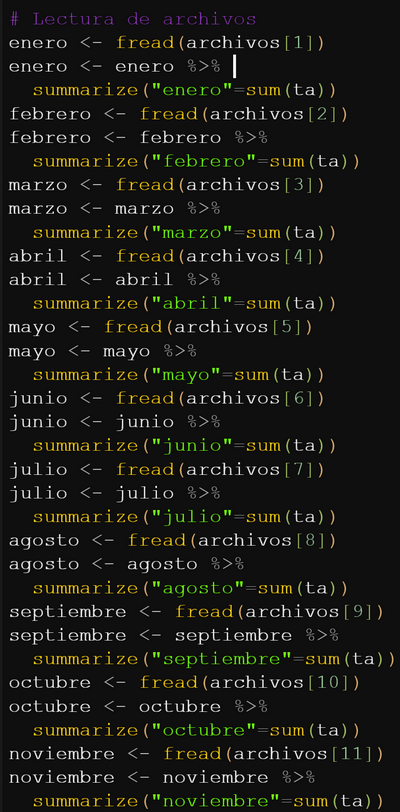 # Lectura de archivos
enero <- fread(archivos[1])
enero <- enero %>%
  summarize("enero"=sum(ta))
febrero <- fread(archivos[2])
febrero <- febrero %>%
  summarize("febrero"=sum(ta))
marzo <- fread(archivos[3])
marzo <- marzo %>%
  summarize("marzo"=sum(ta))
abril <- fread(archivos[4])
abril <- abril %>%
  summarize("abril"=sum(ta))
mayo <- fread(archivos[5])
mayo <- mayo %>%
  summarize("mayo"=sum(ta))
junio <- fread(archivos[6])
junio <- junio %>%
  summarize("junio"=sum(ta))
julio <- fread(archivos[7])
julio <- julio %>%
  summarize("julio"=sum(ta))
agosto <- fread(archivos[8])
agosto <- agosto %>%
  summarize("agosto"=sum(ta))
septiembre <- fread(archivos[9])
septiembre <- septiembre %>%
  summarize("septiembre"=sum(ta))
octubre <- fread(archivos[10])
octubre <- octubre %>%
  summarize("octubre"=sum(ta))
noviembre <- fread(archivos[11])
noviembre <- noviembre %>%
  summarize("noviembre"=sum(ta))